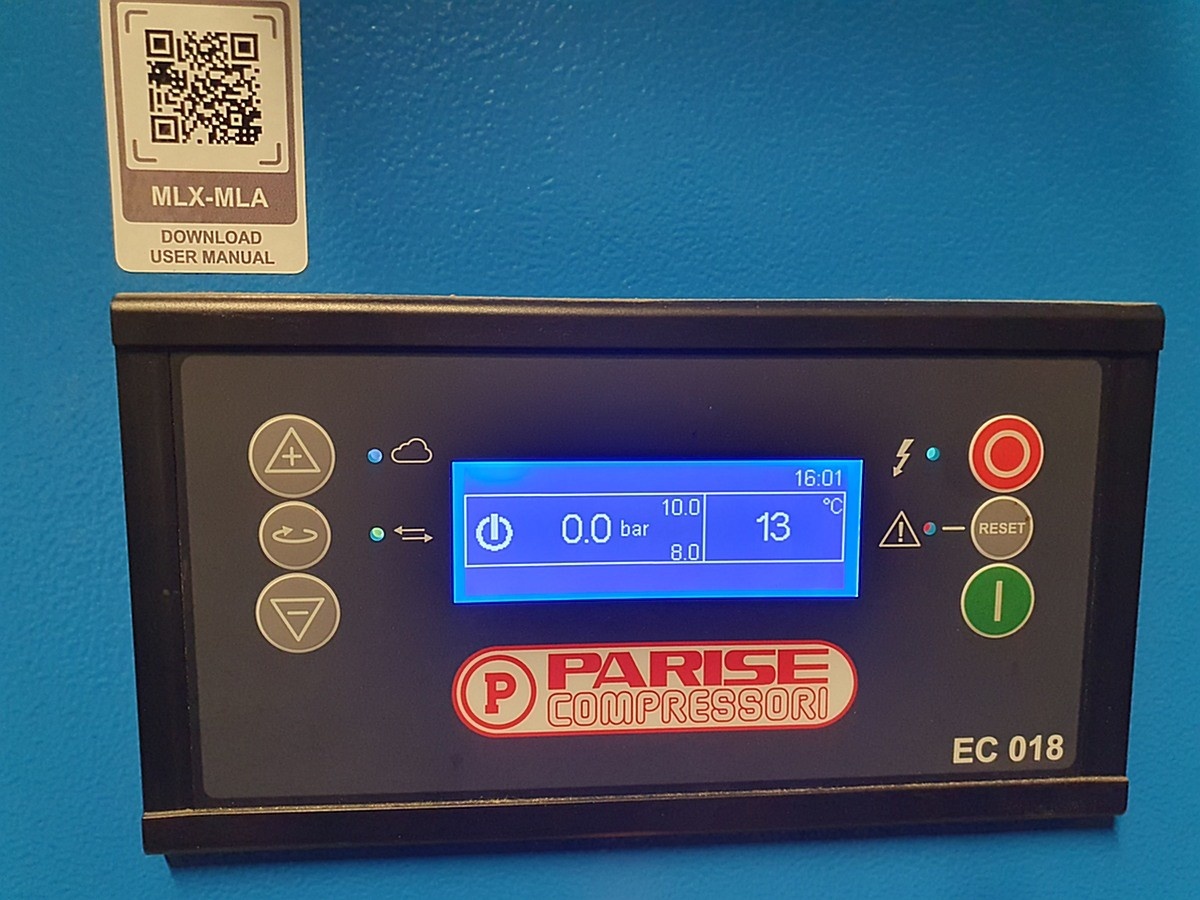 MLX-MLA
DOWNLOAD
USER MANUAL
16:01
0.0 bar
10.0
8.0
°C
13
RESET
P
PARISE
COMPRESSORI
EC 018